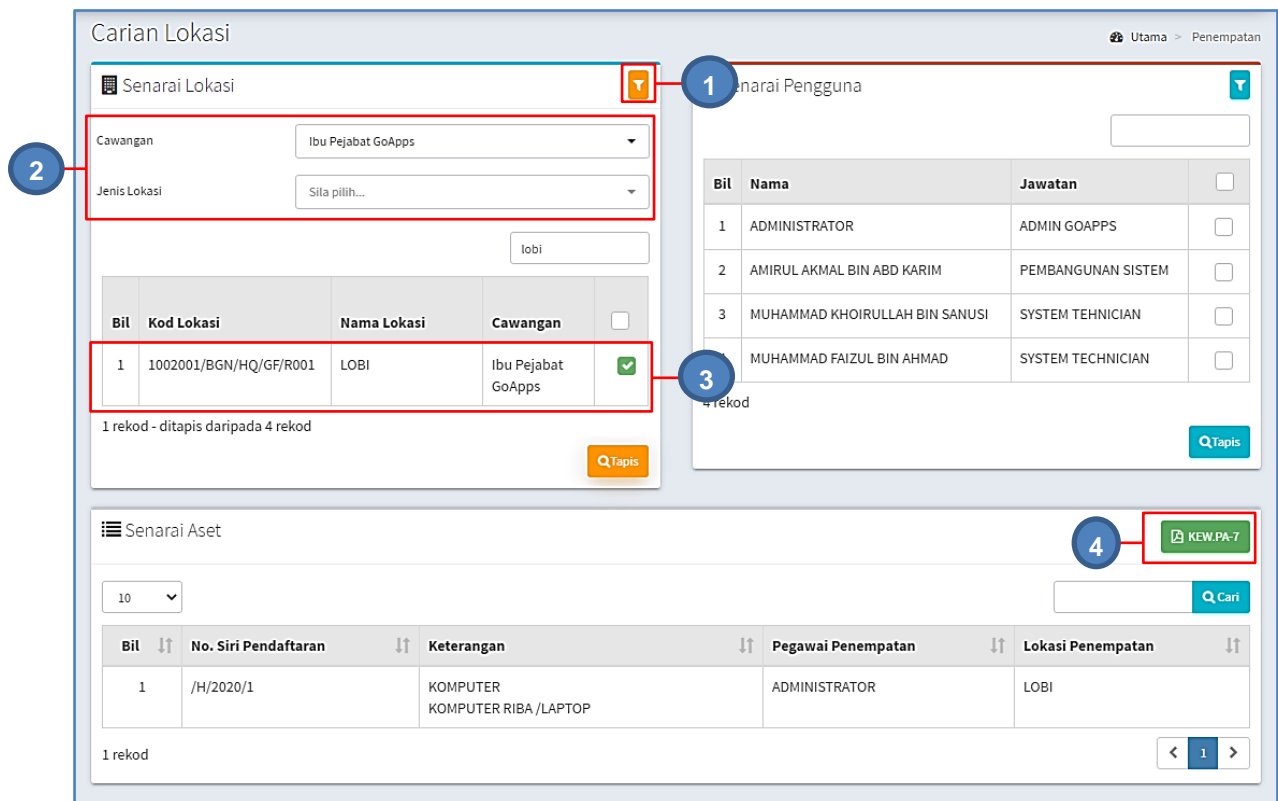 Carian Lokasi
Utama > Penempatan
Senarai Lokasi
1
enarai Pengguna
2
Cawangan
Ibu Pejabat GoApps
Jenis Lokasi
Sila pilih...
lobi
Bil Kod Lokasi Nama Lokasi Cawangan
1 1002001/BGN/HQ/GF/R001 LOBI Ibu Pejabat
GoApps
3
1 rekod - ditapis daripada 4 rekod
Tapis
Bil Nama Jawatan
1 ADMINISTRATOR ADMIN GOAPPS
2 AMIRUL AKMAL BIN ABD KARIM PEMBANGUNAN SISTEM
3 MUHAMMAD KHOIRULLAH BIN SANUSI SYSTEM TEHNICIAN
MUHAMMAD FAIZUL BIN AHMAD SYSTEM TECHNICIAN
4 rekod
Tapis
Senarai Aset
4
KEW.PA-7
10
Cari
Bil No. Siri Pendaftaran Keterangan Pegawai Penempatan Lokasi Penempatan
1 /H/2020/1 KOMPUTER ADMINISTRATOR LOBI
KOMPUTER RIBA /LAPTOP
1 rekod
< 1 >